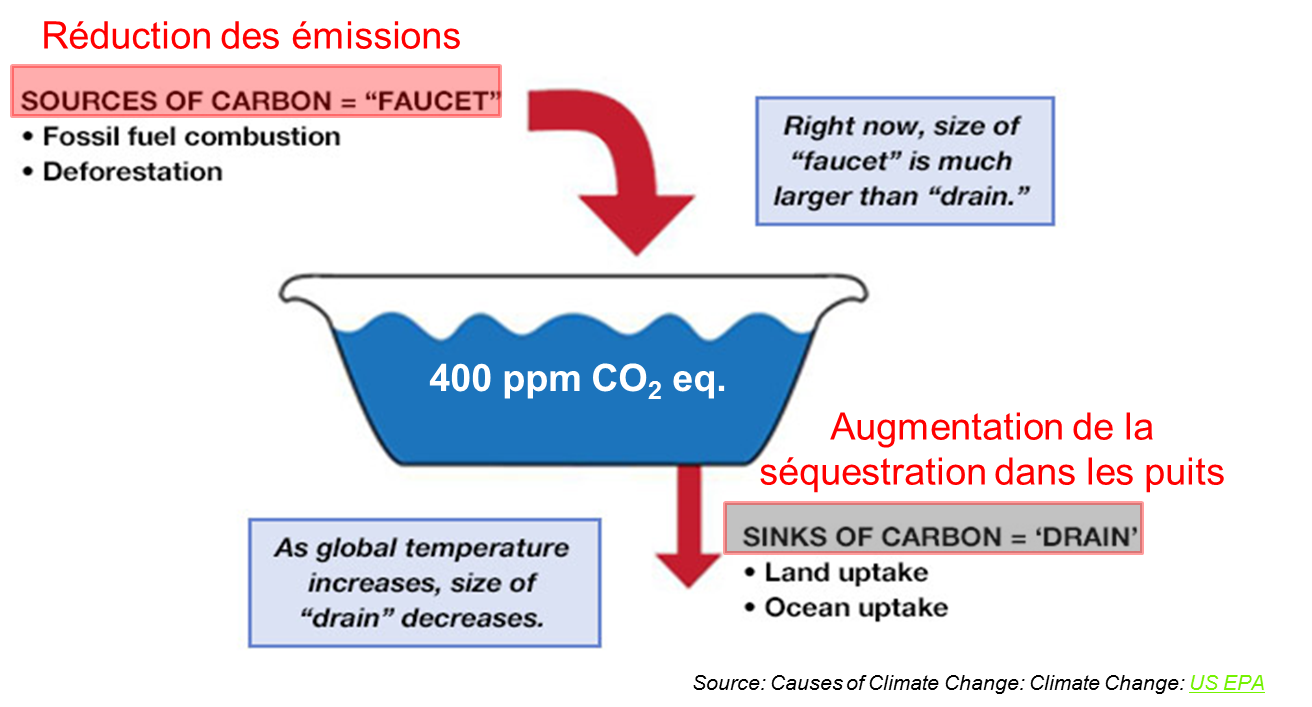 Réduction des émissions
SOURCES OF CARBON = “FAUCET”
• Fossil fuel combustion
• Deforestation
Right now, size of
“faucet” is much
larger than “drain.”
400 ppm CO₂ eq.
Augmentation de la
séquestration dans les puits
SINKS OF CARBON = ‘DRAIN’
• Land uptake
• Ocean uptake
As global temperature
increases, size of
“drain” decreases.
Source: Causes of Climate Change: Climate Change: US EPA